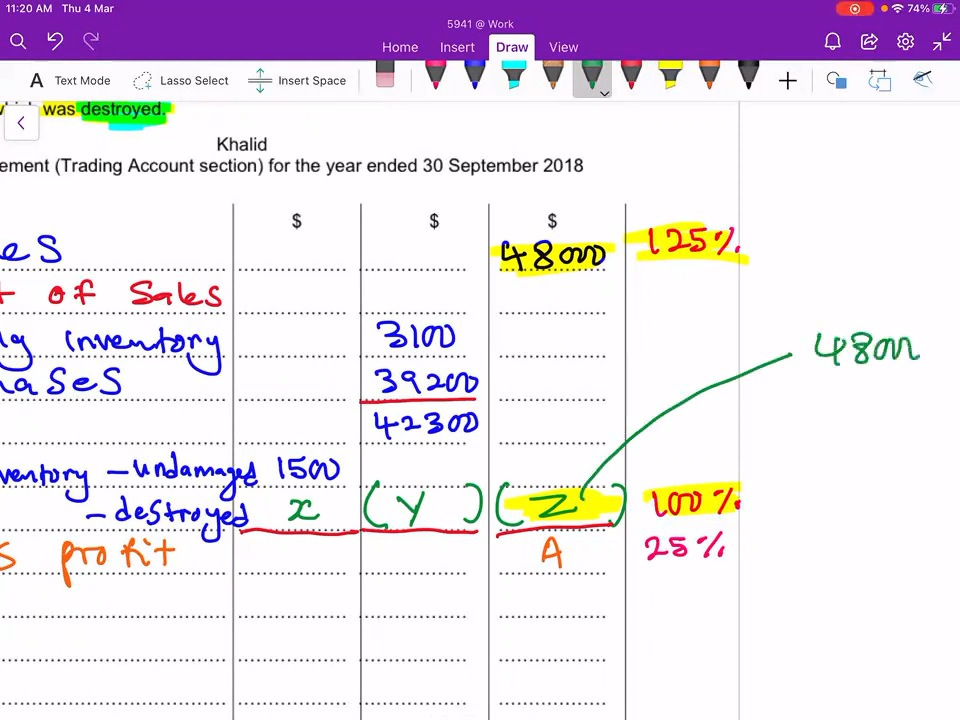 11:20 AM Thu 4 Mar
74%
5941 @ Work
Home Insert Draw View
A Text Mode Lasso Select Insert Space
was destroyed.
Khalid
ement (Trading Account section) for the year ended 30 September 2018
$ $ $
es 48000 125%
t of Sales
ng inventory 3100
hases 39200
42300
nventory - undamaged 1500
- destroyed x (Y) (Z) 100%
s profit A 25%
4800